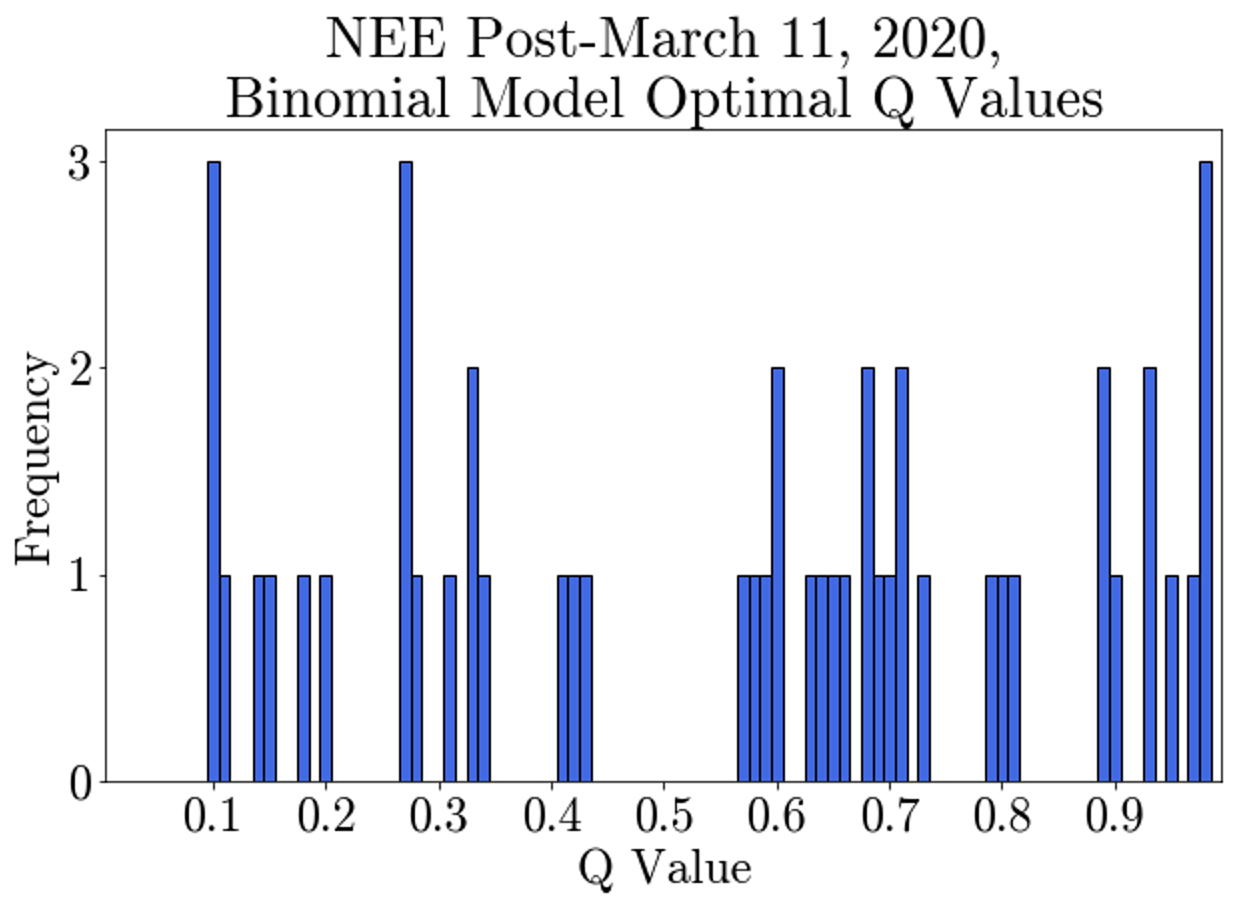 NEE Post-March 11, 2020,
Binomial Model Optimal Q Values
3
2
1
0
Frequency
0.1 0.2 0.3 0.4 0.5 0.6 0.7 0.8 0.9
Q Value